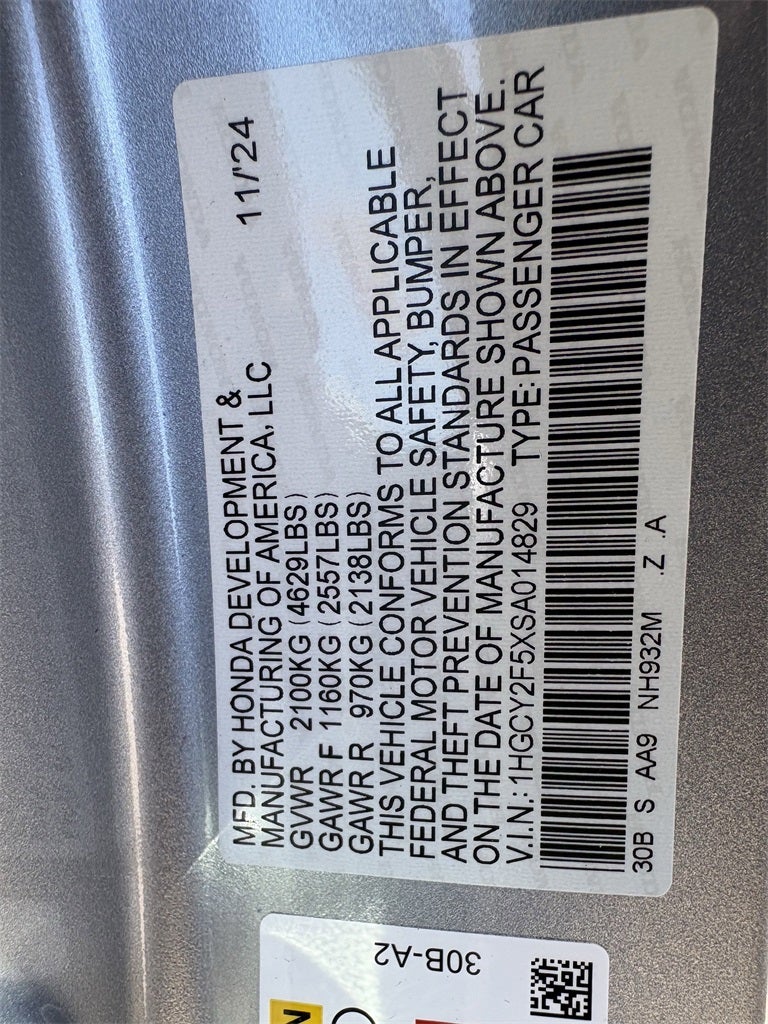 MFD. BY HONDA DEVELOPMENT &
MANUFACTURING OF AMERICA, LLC 11/'24
GVWR 2100KG (4629LBS)
GAWR F 1160KG (2557LBS)
GAWR R 970KG (2138LBS)
THIS VEHICLE CONFORMS TO ALL APPLICABLE
FEDERAL MOTOR VEHICLE SAFETY, BUMPER,
AND THEFT PREVENTION STANDARDS IN EFFECT
ON THE DATE OF MANUFACTURE SHOWN ABOVE.
V.I.N.: 1HGCY2F5XSA014829 TYPE: PASSENGER CAR
30B S AA9 NH932M .Z .A
30B-A2